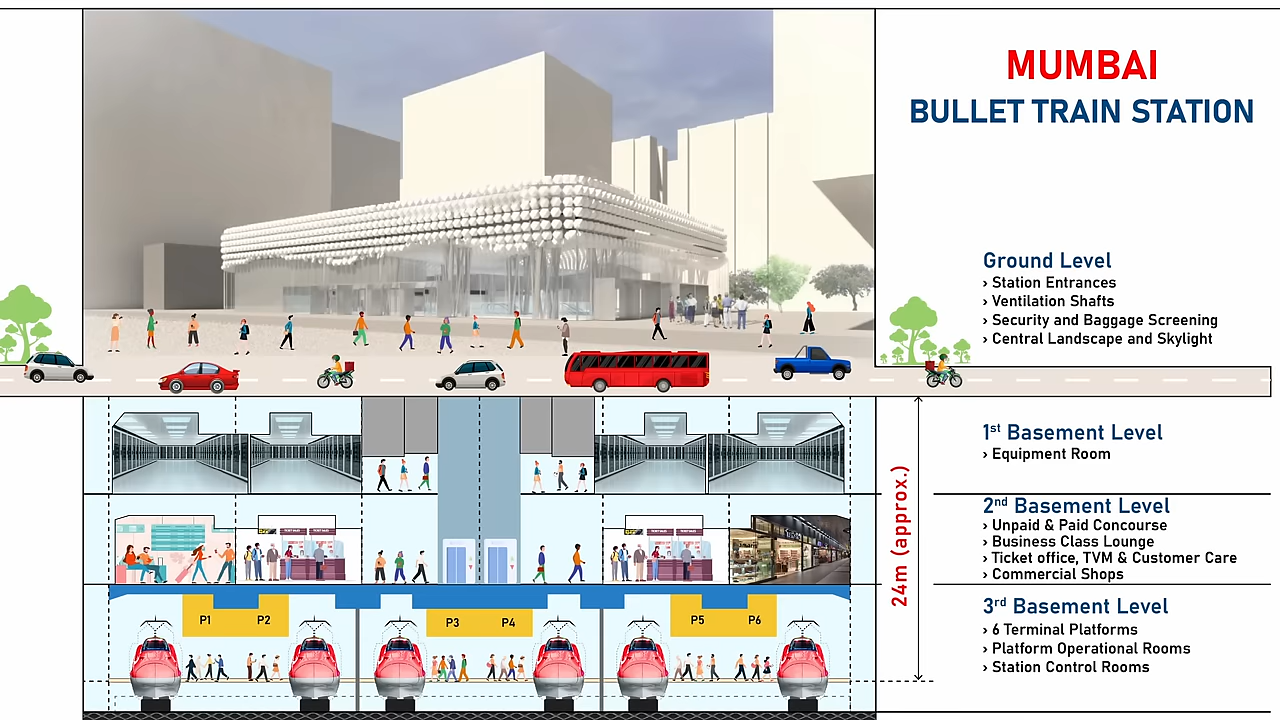 MUMBAI
BULLET TRAIN STATION
Ground Level
› Station Entrances
› Ventilation Shafts
› Security and Baggage Screening
› Central Landscape and Skylight
1st Basement Level
› Equipment Room
2nd Basement Level
› Unpaid & Paid Concourse
› Business Class Lounge
› Ticket office, TVM & Customer Care
› Commercial Shops
3rd Basement Level
› 6 Terminal Platforms
› Platform Operational Rooms
› Station Control Rooms
24m (approx.)
P1 P2
P3 P4
P5 P6